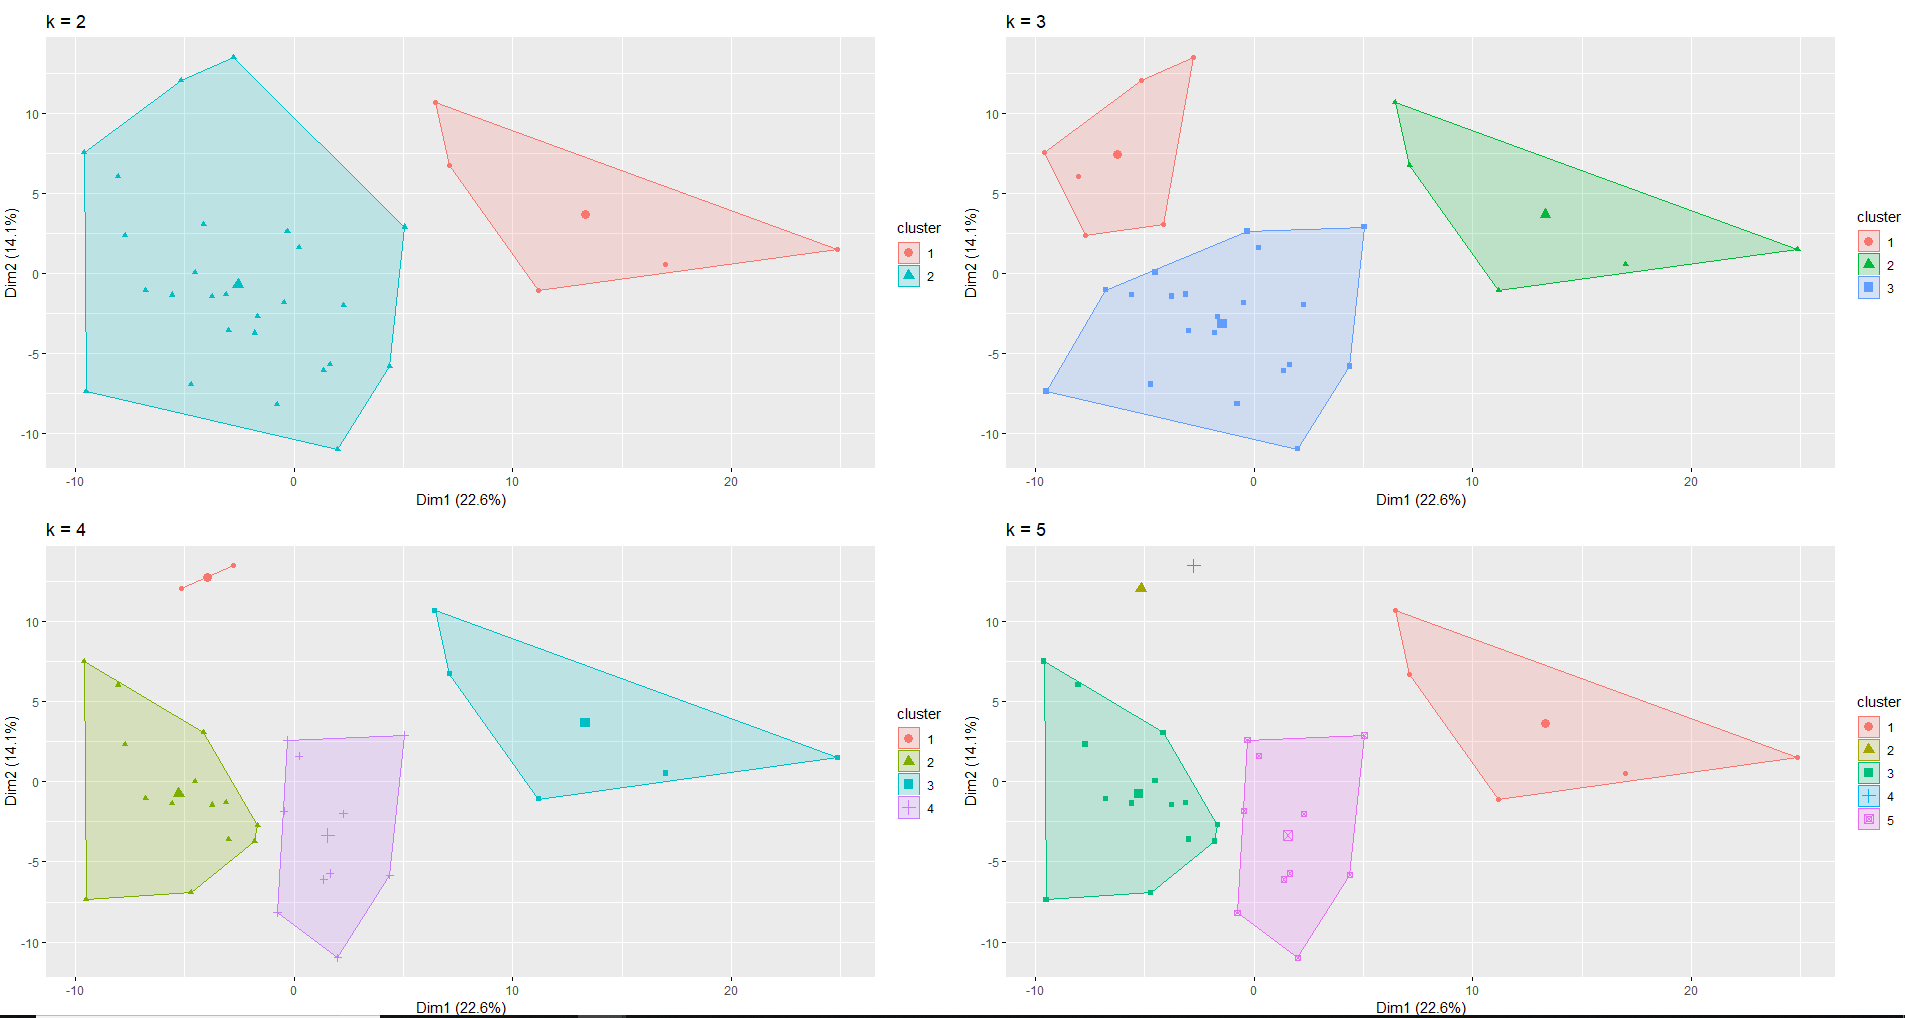 k = 2
10
5
0
-5
-10
Dim2 (14.1%)
-10 0 10 20
Dim1 (22.6%)
cluster
1
2
k = 3
10
5
0
-5
-10
Dim2 (14.1%)
-10 0 10 20
Dim1 (22.6%)
cluster
1
2
3
k = 4
10
5
0
-5
-10
Dim2 (14.1%)
-10 0 10 20
Dim1 (22.6%)
cluster
1
2
3
4
k = 5
10
5
0
-5
-10
Dim2 (14.1%)
-10 0 10 20
Dim1 (22.6%)
cluster
1
2
3
4
5